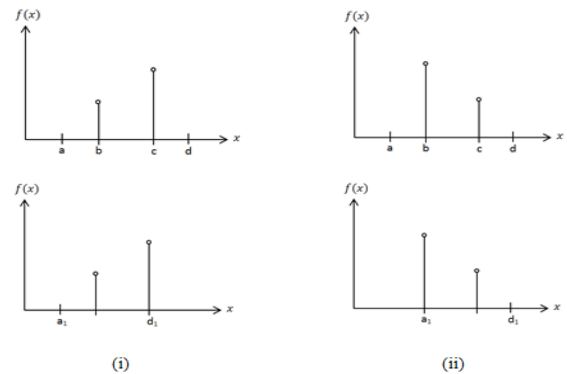 f(x) f(x)
x x
a b c d a b c d
f(x) f(x)
x x
a₁ d₁ a₁ d₁
(i) (ii)